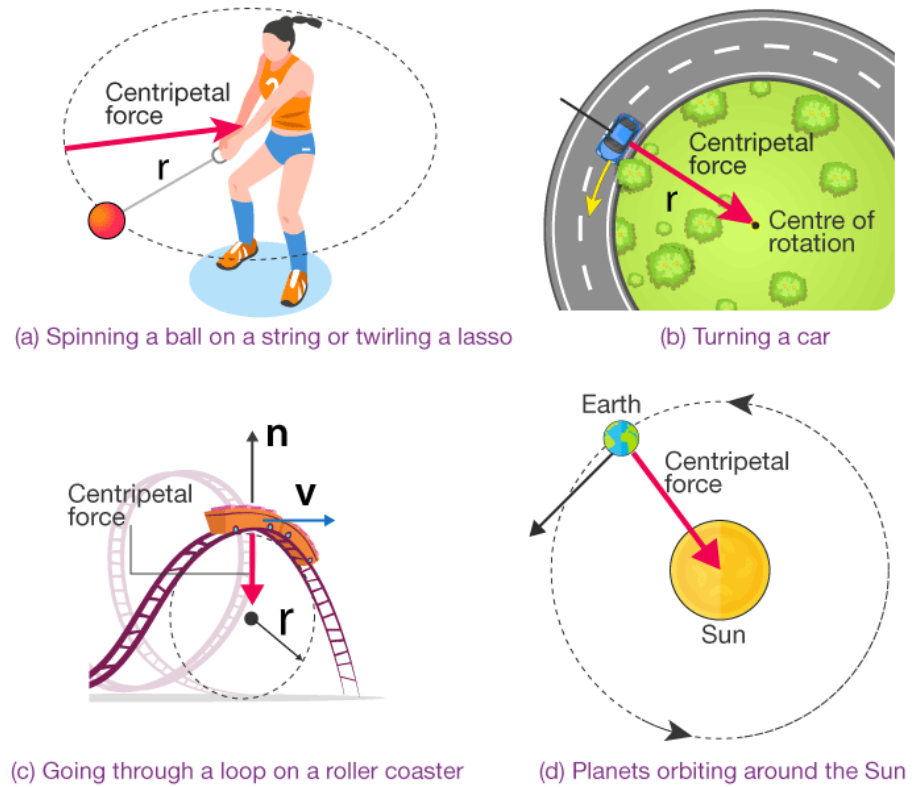 Centripetal
force
r
(a) Spinning a ball on a string or twirling a lasso
Centripetal
force
r
Centre of
rotation
(b) Turning a car
n
v
Centripetal
force
r
(c) Going through a loop on a roller coaster
Earth
Centripetal
force
Sun
(d) Planets orbiting around the Sun